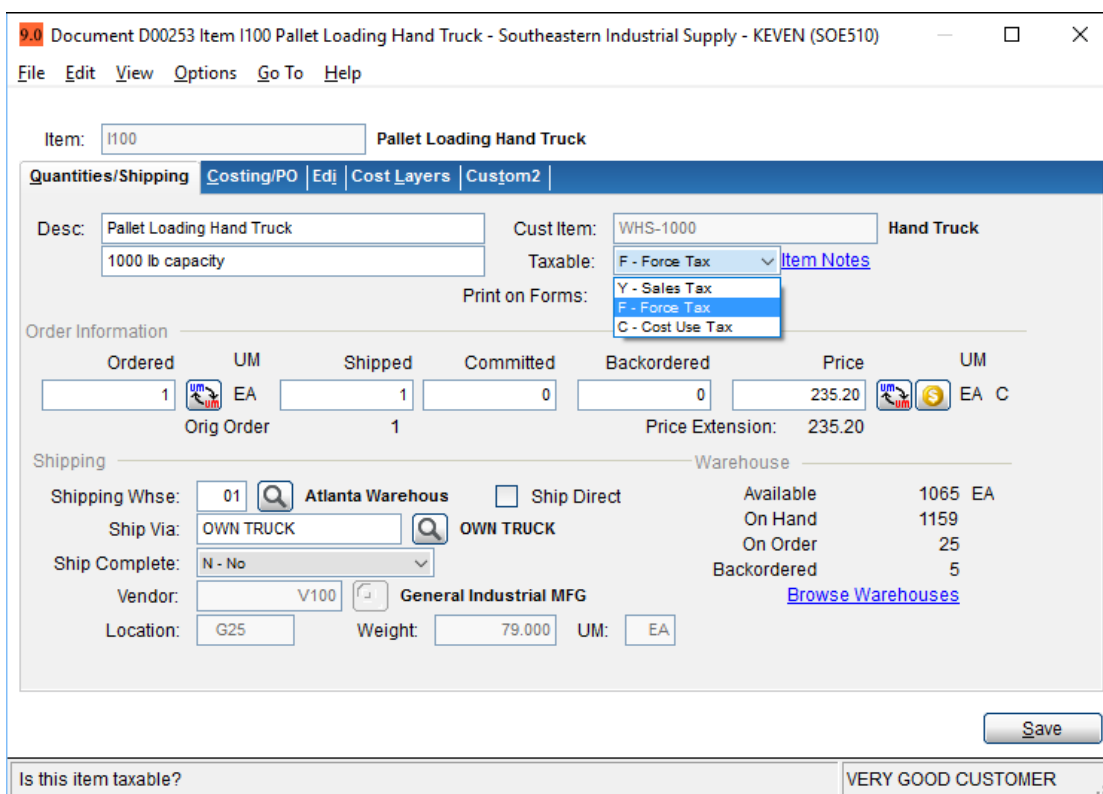 9.0 Document D00253 Item I100 Pallet Loading Hand Truck - Southeastern Industrial Supply - KEVEN (SOE510)
File Edit View Options Go To Help
Item: I100 Pallet Loading Hand Truck
Quantities/Shipping Costing/PO Edi Cost Layers Custom2
Desc: Pallet Loading Hand Truck Cust Item: WHS-1000 Hand Truck
1000 lb capacity Taxable: F - Force Tax Item Notes
Y - Sales Tax
Print on Forms:
F - Force Tax
C - Cost Use Tax
Order Information
Ordered UM Shipped Committed Backordered Price UM
1 um um EA 1 0 0 235.20 um um EA C
Orig Order 1 Price Extension: 235.20
Shipping Warehouse
Shipping Whse: 01 Atlanta Warehous Ship Direct Available 1065 EA
Ship Via: OWN TRUCK OWN TRUCK On Hand 1159
Ship Complete: N - No On Order 25
Backordered 5
Vendor: V100 General Industrial MFG Browse Warehouses
Location: G25 Weight: 79.000 UM: EA
Save
Is this item taxable? VERY GOOD CUSTOMER